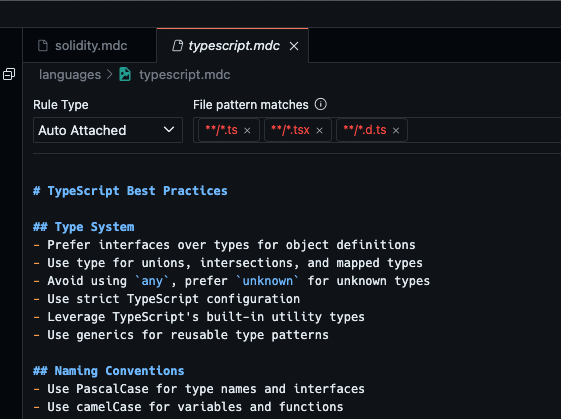 solidity.mdc
typescript.mdc
languages > typescript.mdc
Rule Type
File pattern matches
Auto Attached
**/*.ts × **/*.tsx × **/*.d.ts ×
# TypeScript Best Practices
## Type System
- Prefer interfaces over types for object definitions
- Use type for unions, intersections, and mapped types
- Avoid using `any`, prefer `unknown` for unknown types
- Use strict TypeScript configuration
- Leverage TypeScript's built-in utility types
- Use generics for reusable type patterns
## Naming Conventions
- Use PascalCase for type names and interfaces
- Use camelCase for variables and functions